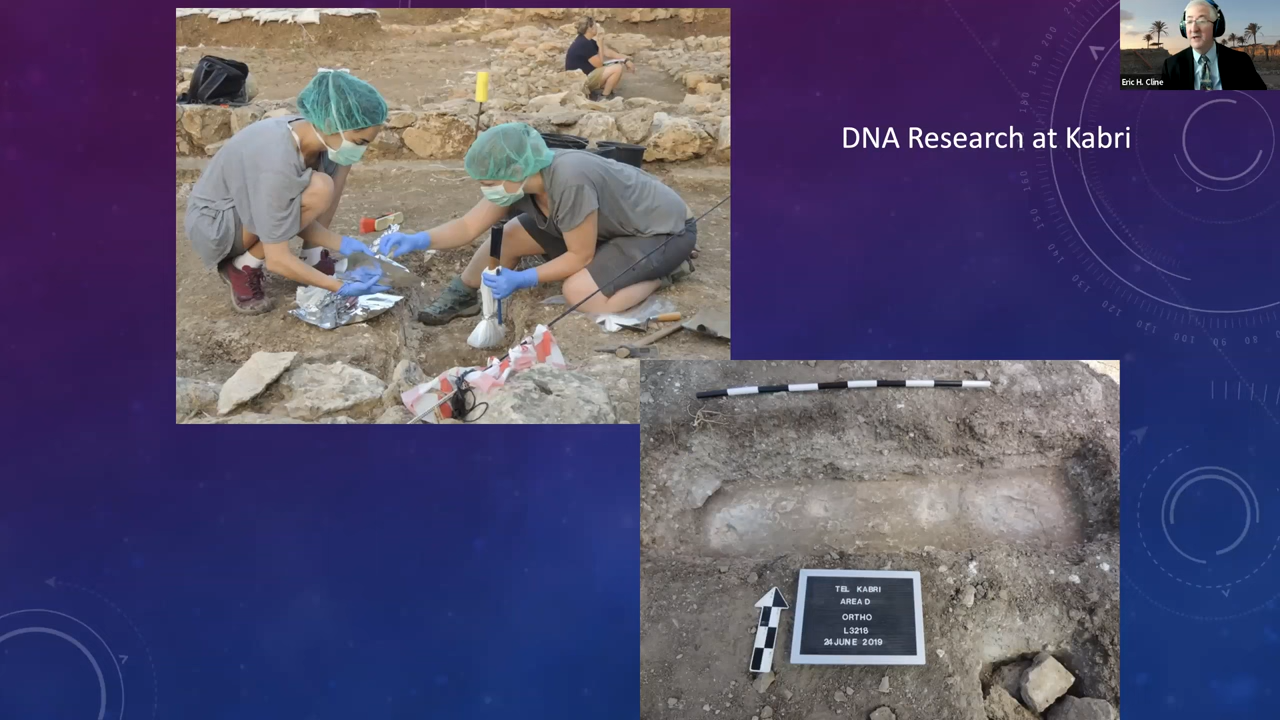 Eric H. Cline
DNA Research at Kabri
TEL KABRI
AREA D
ORTHO
L3218
24 JUNE 2019